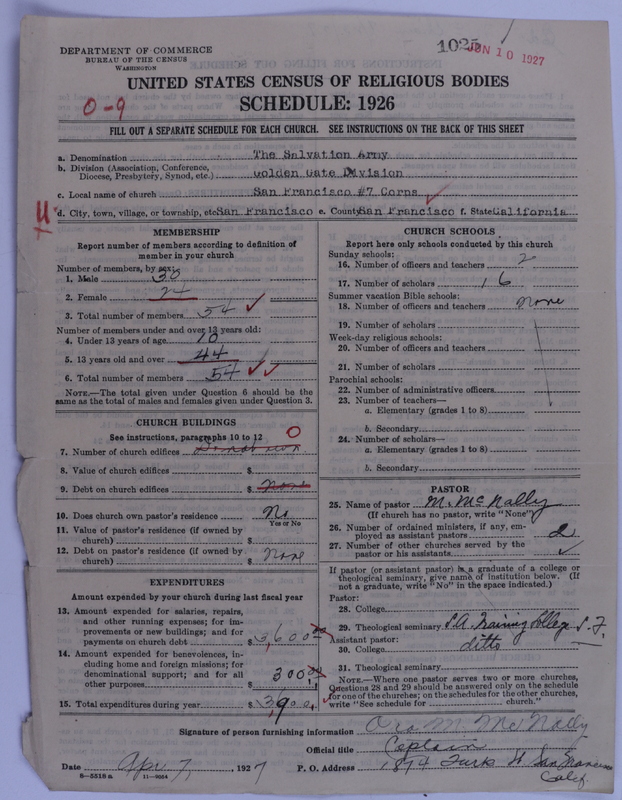 1025 JUN 10 1927
DEPARTMENT OF COMMERCE
BUREAU OF THE CENSUS
WASHINGTON
UNITED STATES CENSUS OF RELIGIOUS BODIES
0-9 SCHEDULE: 1926
FILL OUT A SEPARATE SCHEDULE FOR EACH CHURCH. SEE INSTRUCTIONS ON THE BACK OF THIS SHEET
a. Denomination The Salvation Army
b. Division (Association, Conference,
Diocese, Presbytery, Synod, etc.) Golden Gate Division
c. Local name of church San Francisco #7 Corps
U d. City, town, village, or township, etc San Francisco e. County San Francisco f. State California
MEMBERSHIP
Report number of members according to definition of
member in your church
Number of members, by sex:
1. Male 30
2. Female 24
3. Total number of members 54
Number of members under and over 13 years old:
4. Under 13 years of age 10
5. 13 years old and over 44
6. Total number of members 54
NOTE.—The total given under Question 6 should be the
same as the total of males and females given under Question 3.
CHURCH BUILDINGS
See instructions, paragraphs 10 to 12 0
7. Number of church edifices
8. Value of church edifices $
9. Debt on church edifices $ None
10. Does church own pastor's residence? No
Yes or No
11. Value of pastor's residence (if owned by
church) $
12. Debt on pastor's residence (if owned by
church) $ None
EXPENDITURES
Amount expended by your church during last fiscal year
13. Amount expended for salaries, repairs,
and other running expenses; for im-
provements or new buildings; and for
payments on church debt $ 3,600 00
14. Amount expended for benevolences, in-
cluding home and foreign missions; for
denominational support; and for all
other purposes $ 300 00
15. Total expenditures during year $ 3,900
CHURCH SCHOOLS
Report here only schools conducted by this church
Sunday schools:
16. Number of officers and teachers 2
17. Number of scholars 16
Summer vacation Bible schools:
18. Number of officers and teachers None
19. Number of scholars
Week-day religious schools:
20. Number of officers and teachers
21. Number of scholars
Parochial schools:
22. Number of administrative officers
23. Number of teachers—
a. Elementary (grades 1 to 8)
b. Secondary
24. Number of scholars—
a. Elementary (grades 1 to 8)
b. Secondary
PASTOR
25. Name of pastor M. McNally
(If church has no pastor, write "None")
26. Number of ordained ministers, if any, em-
ployed as assistant pastors 2
27. Number of other churches served by the
pastor or his assistants
If pastor (or assistant pastor) is a graduate of a college or
theological seminary, give name of institution below. (If
not a graduate, write "No" in the space indicated.)
Pastor:
28. College
29. Theological seminary S.A. Training College S.F.
Assistant pastor:
30. College ditto
31. Theological seminary
NOTE.—Where one pastor serves two or more churches,
Questions 28 and 29 should be answered only on the schedule
for one of the churches; on the schedules for the other churches,
write "See schedule for church."
Signature of person furnishing information Ora M. McNally
Official title Captain
Date Apr 7, 1927 P. O. Address 1874 Turk St San Francisco
Calif.
8—5518 a 11—9054